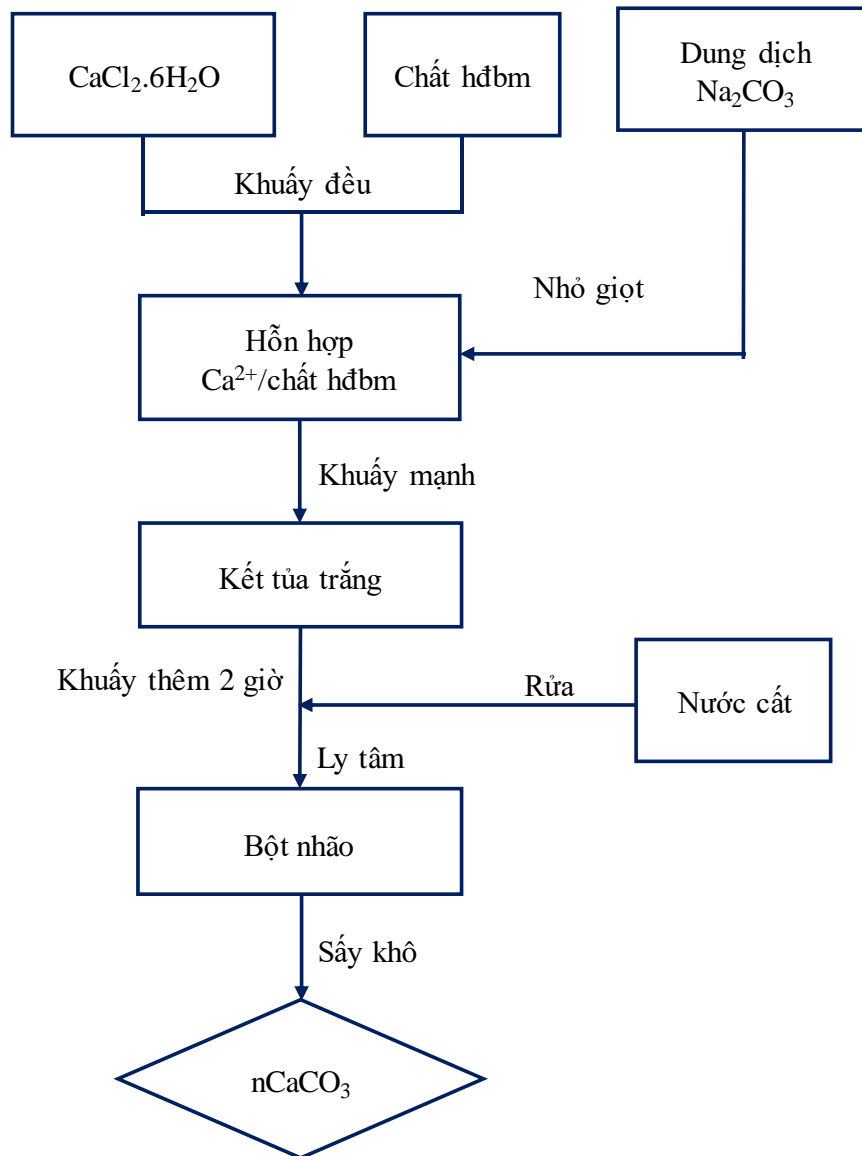 CaCl₂.6H₂O
Chất hđbm
Dung dịch
Na₂CO₃
Khuấy đều
Nhỏ giọt
Hỗn hợp
Ca²⁺/chất hđbm
Khuấy mạnh
Kết tủa trắng
Khuấy thêm 2 giờ
Rửa
Nước cất
Ly tâm
Bột nhão
Sấy khô
nCaCO₃